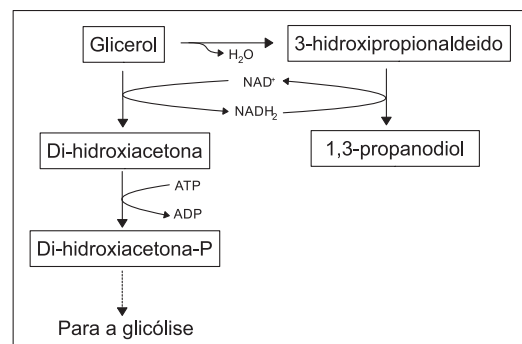 Glicerol
H₂O
3-hidroxipropionaldeido
NAD⁺
NADH₂
Di-hidroxiacetona
1,3-propanodiol
ATP
ADP
Di-hidroxiacetona-P
Para a glicólise